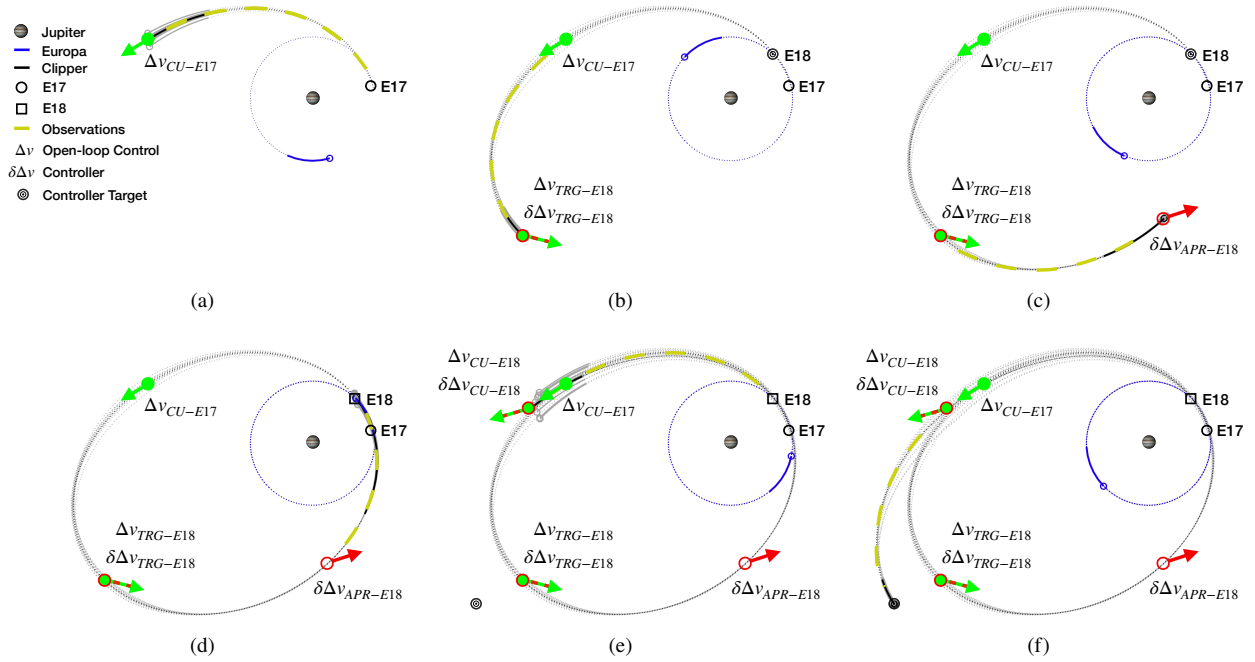 Jupiter
Europa
Clipper
E17
E18
Observations
Δv Open-loop Control
δΔv Controller
Controller Target
Δv_{CU−E17}
E17
(a)
Δv_{CU−E17}
E18
E17
Δv_{TRG−E18}
δΔv_{TRG−E18}
(b)
Δv_{CU−E17}
E18
E17
Δv_{TRG−E18}
δΔv_{TRG−E18}
δΔv_{APR−E18}
(c)
Δv_{CU−E17}
E18
E17
Δv_{TRG−E18}
δΔv_{TRG−E18}
δΔv_{APR−E18}
(d)
Δv_{CU−E18}
δΔv_{CU−E18}
Δv_{CU−E17}
E18
E17
Δv_{TRG−E18}
δΔv_{TRG−E18}
δΔv_{APR−E18}
(e)
Δv_{CU−E18}
δΔv_{CU−E18}
Δv_{CU−E17}
E18
E17
Δv_{TRG−E18}
δΔv_{TRG−E18}
δΔv_{APR−E18}
(f)